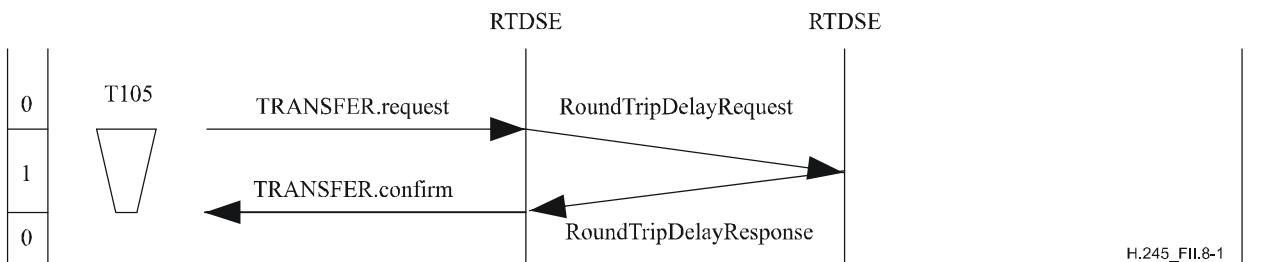 RTDSE RTDSE
0 T105 TRANSFER.request RoundTripDelayRequest
1 TRANSFER.confirm
0 RoundTripDelayResponse
H.245_FII.8-1